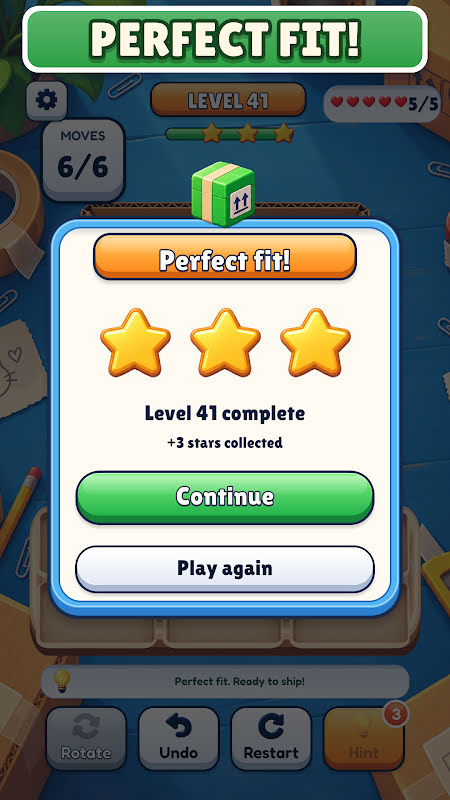 PERFECT FIT!
LEVEL 41
5/5
MOVES
6/6
Perfect fit!
Level 41 complete
+3 stars collected
Continue
Play again
Perfect fit. Ready to ship!
3
Rotate
Undo
Restart
Hint